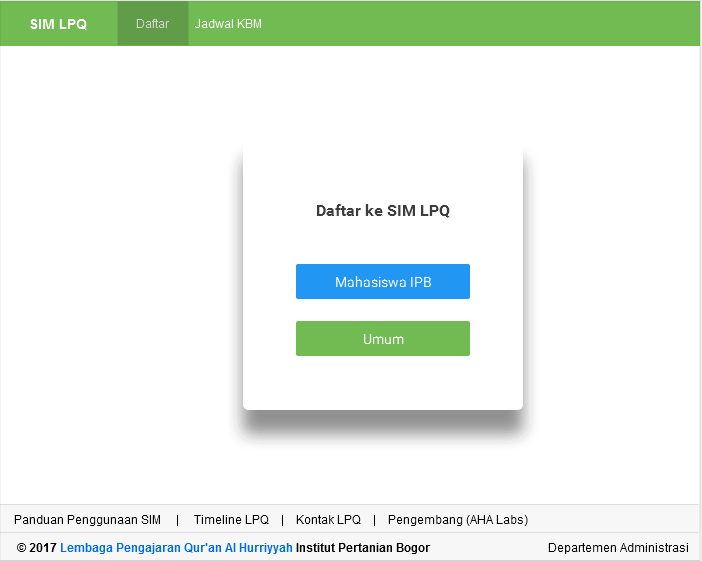 SIM LPQ Daftar Jadwal KBM
Daftar ke SIM LPQ
Mahasiswa IPB
Umum
Panduan Penggunaan SIM | Timeline LPQ | Kontak LPQ | Pengembang (AHA Labs)
© 2017 Lembaga Pengajaran Qur'an Al Hurriyyah Institut Pertanian Bogor Departemen Administrasi